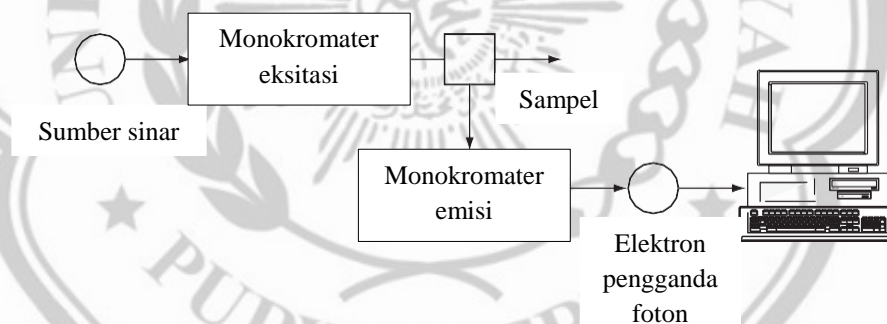 Monokromater
eksitasi
Sumber sinar
Sampel
Monokromater
emisi
Elektron
pengganda
foton